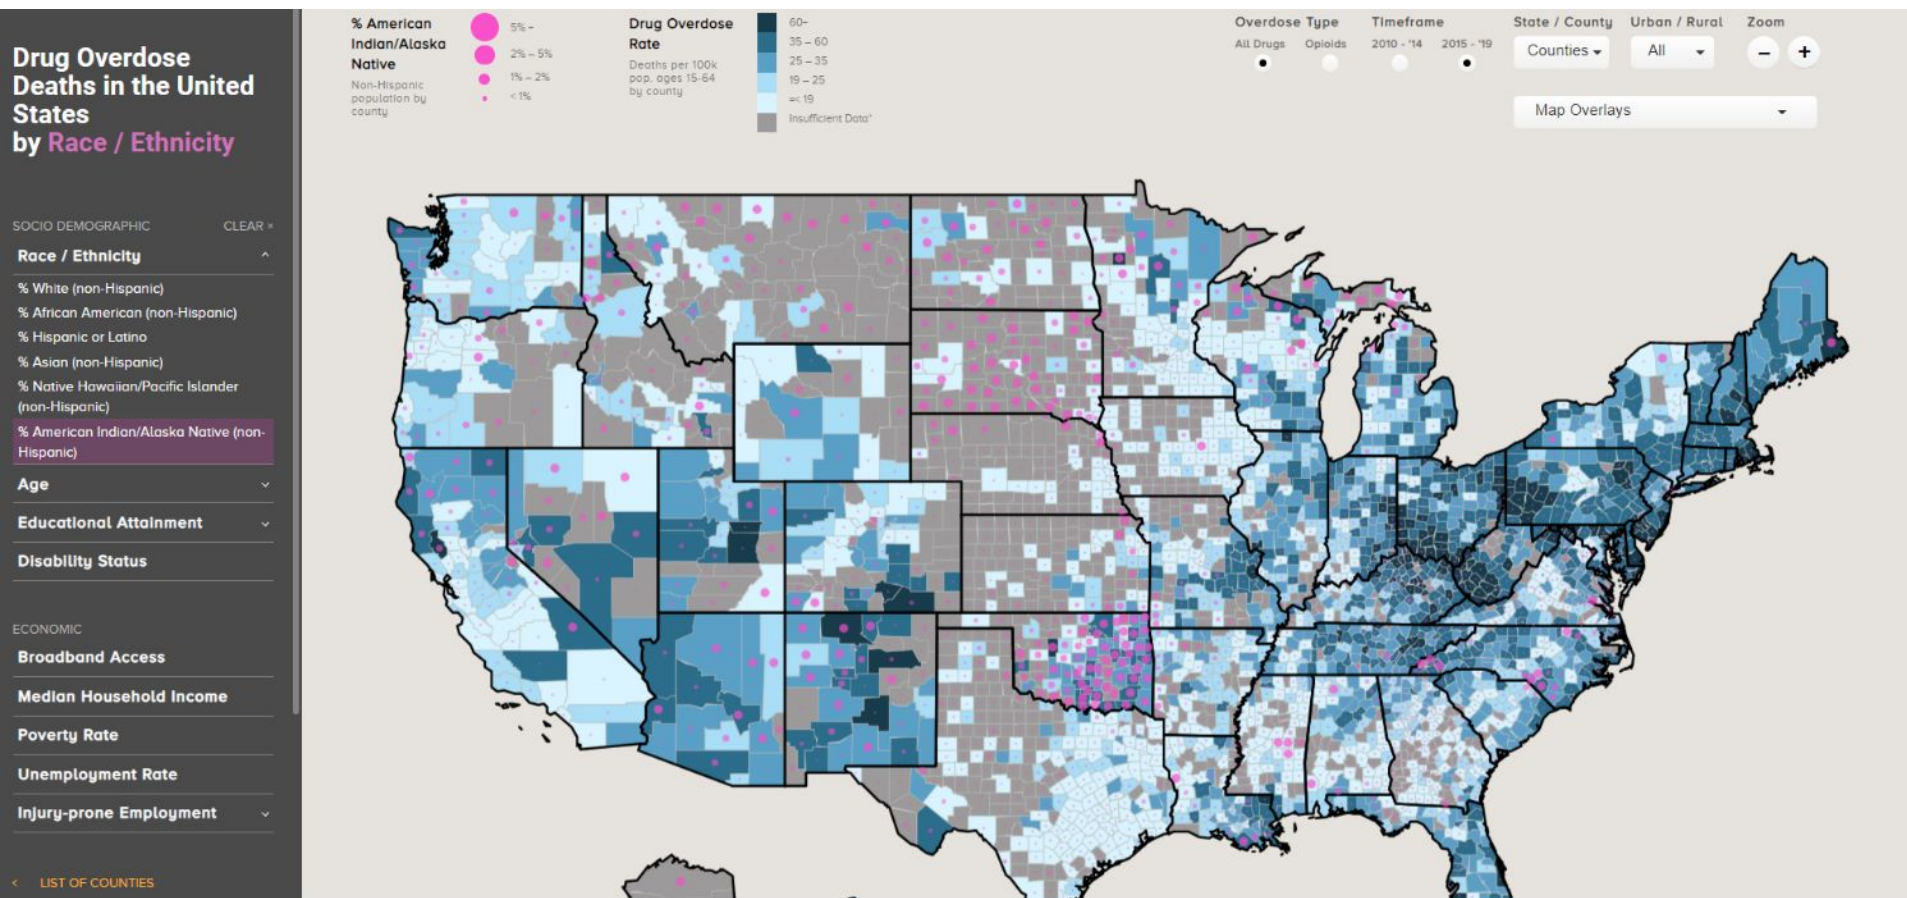 Drug Overdose
Deaths in the United
States
by Race / Ethnicity
SOCIO DEMOGRAPHIC CLEAR ×
Race / Ethnicity
% White (non-Hispanic)
% African American (non-Hispanic)
% Hispanic or Latino
% Asian (non-Hispanic)
% Native Hawaiian/Pacific Islander
(non-Hispanic)
% American Indian/Alaska Native (non-
Hispanic)
Age
Educational Attainment
Disability Status
ECONOMIC
Broadband Access
Median Household Income
Poverty Rate
Unemployment Rate
Injury-prone Employment
< LIST OF COUNTIES
% American
Indian/Alaska
Native
Non-Hispanic
population by
county
5% –
2% – 5%
1% – 2%
< 1%
Drug Overdose
Rate
Deaths per 100k
pop. ages 15-64
by county
60+
35 – 60
25 – 35
19 – 25
=< 19
Insufficient Data*
Overdose Type
All Drugs Opioids
Timeframe
2010 - '14 2015 - '19
State / County
Counties
Urban / Rural
All
Zoom
− +
Map Overlays